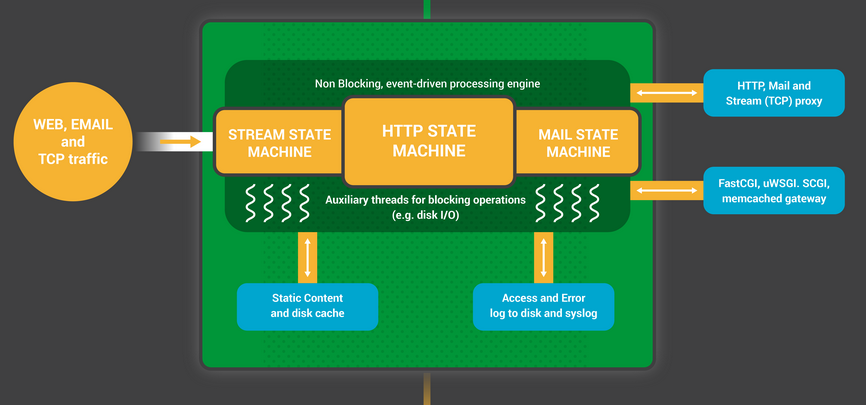 Non Blocking, event-driven processing engine
WEB, EMAIL
and
TCP traffic
STREAM STATE
MACHINE
HTTP STATE
MACHINE
MAIL STATE
MACHINE
HTTP, Mail and
Stream (TCP) proxy
FastCGI, uWSGI. SCGI,
memcached gateway
Auxiliary threads for blocking operations
(e.g. disk I/O)
Static Content
and disk cache
Access and Error
log to disk and syslog